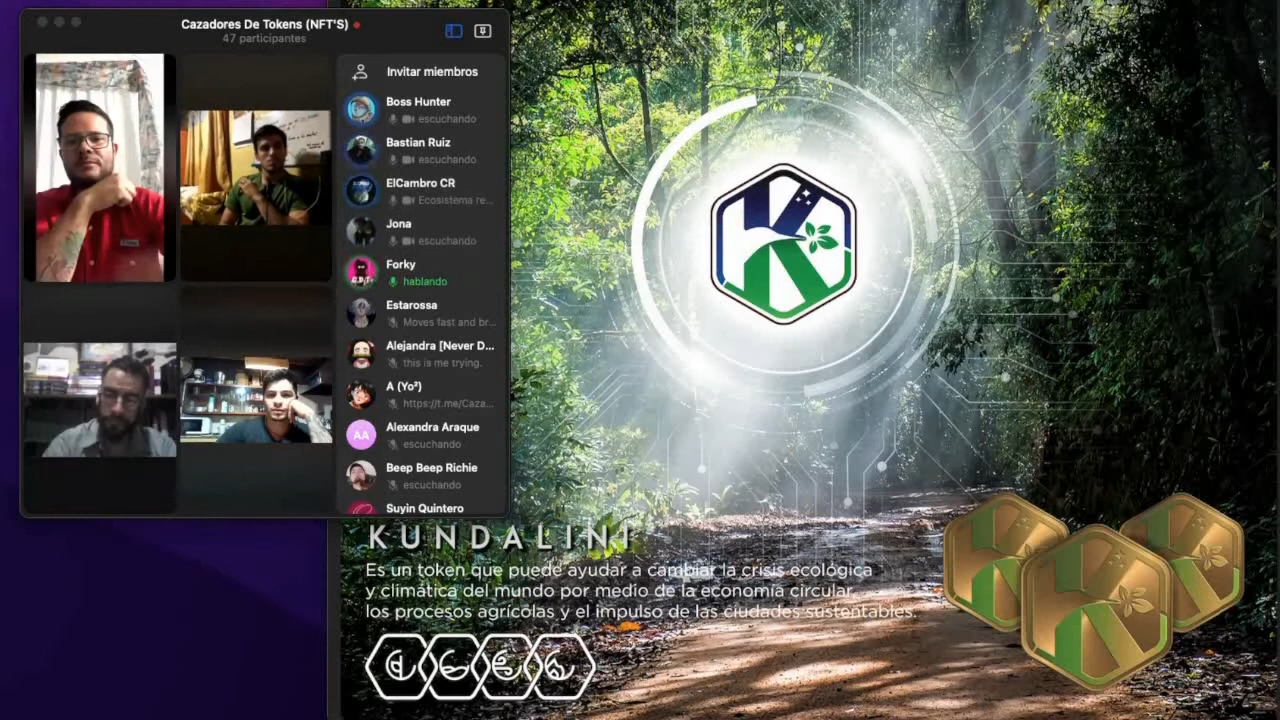 Cazadores De Tokens (NFT'S)
47 participantes
Invitar miembros
Boss Hunter
escuchando
Bastian Ruiz
escuchando
ElCambro CR
Ecosistema re...
Jona
escuchando
Forky
hablando
Estarossa
Moves fast and br...
Alejandra [Never D...
this is me trying.
A (Yo²)
https://t.me/Caza...
AA
Alexandra Araque
escuchando
Beep Beep Richie
escuchando
Suyin Quintero
KUNDALINI
Es un token que puede ayudar a cambiar la crisis ecológica
y climática del mundo por medio de la economía circular,
los procesos agrícolas y el impulso de las ciudades sustentables.